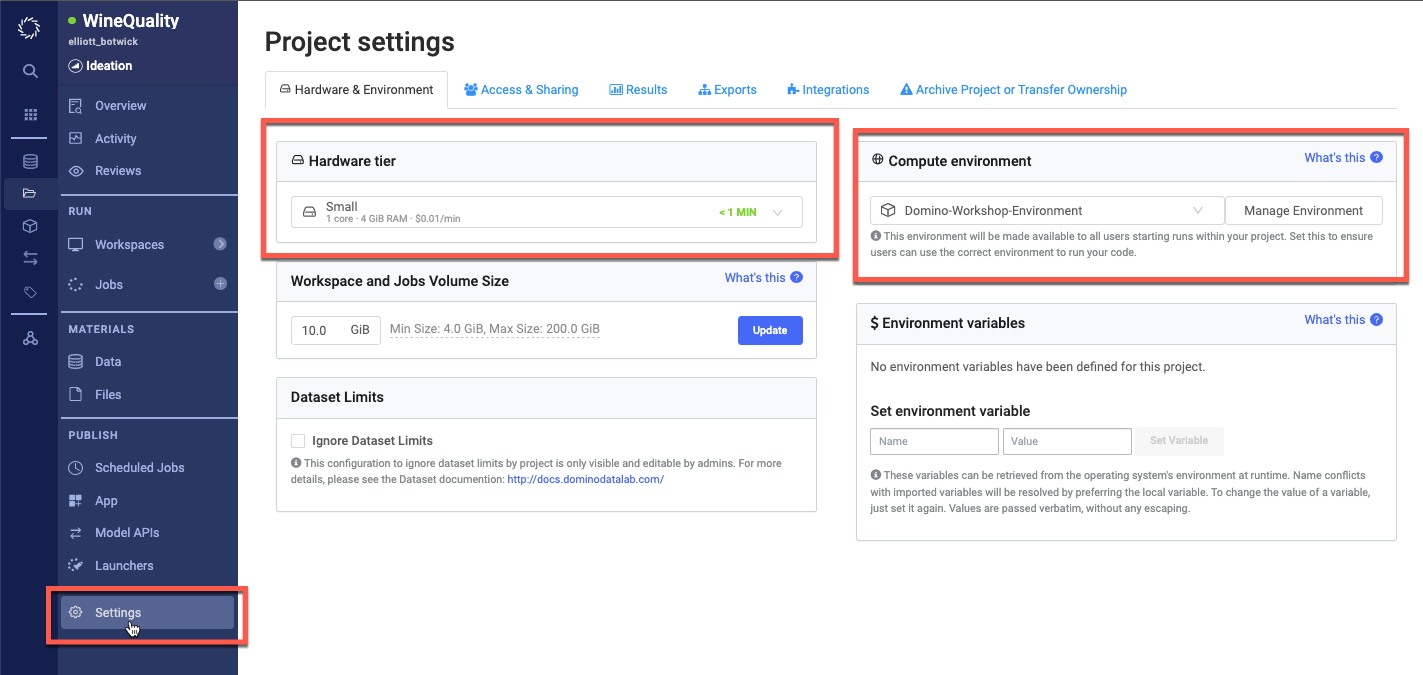 WineQuality
elliott_botwick
Ideation
Overview
Activity
Reviews
RUN
Workspaces
Jobs
MATERIALS
Data
Files
PUBLISH
Scheduled Jobs
App
Model APIs
Launchers
Settings
Project settings
Hardware & Environment
Access & Sharing
Results
Exports
Integrations
Archive Project or Transfer Ownership
Hardware tier
Small
1 core · 4 GiB RAM · $0.01/min
< 1 MIN
Workspace and Jobs Volume Size
What's this ?
10.0 GiB
Min Size: 4.0 GiB, Max Size: 200.0 GiB
Update
Dataset Limits
Ignore Dataset Limits
This configuration to ignore dataset limits by project is only visible and editable by admins. For more
details, please see the Dataset documention: http://docs.dominodatalab.com/
Compute environment
What's this ?
Domino-Workshop-Environment
Manage Environment
This environment will be made available to all users starting runs within your project. Set this to ensure
users can use the correct environment to run your code.
$ Environment variables
What's this ?
No environment variables have been defined for this project.
Set environment variable
Name
Value
Set Variable
These variables can be retrieved from the operating system's environment at runtime. Name conflicts
with imported variables will be resolved by preferring the local variable. To change the value of a variable,
just set it again. Values are passed verbatim, without any escaping.